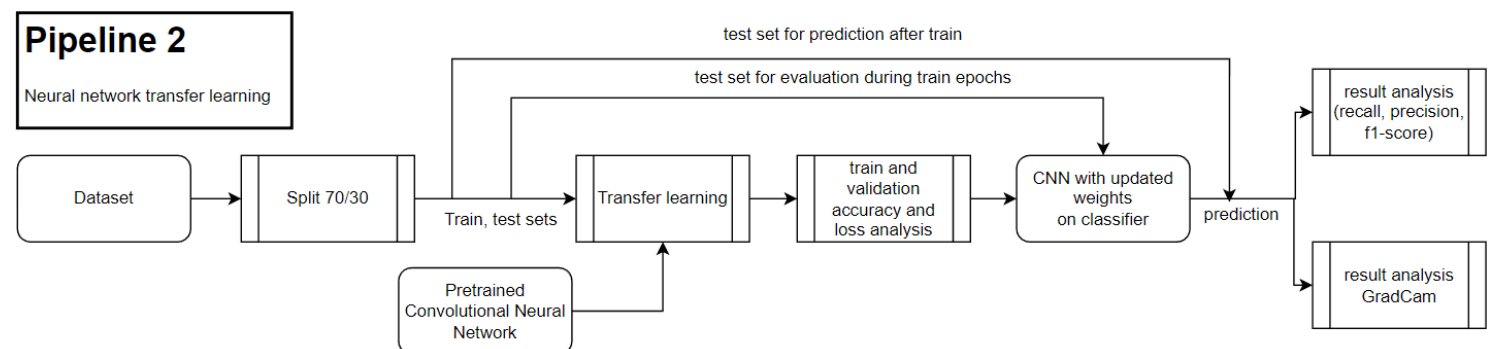 Pipeline 2
Neural network transfer learning
test set for prediction after train
test set for evaluation during train epochs
Dataset
Split 70/30
Train, test sets
Transfer learning
Pretrained
Convolutional Neural
Network
train and
validation
accuracy and
loss analysis
CNN with updated
weights
on classifier
prediction
result analysis
(recall, precision,
f1-score)
result analysis
GradCam